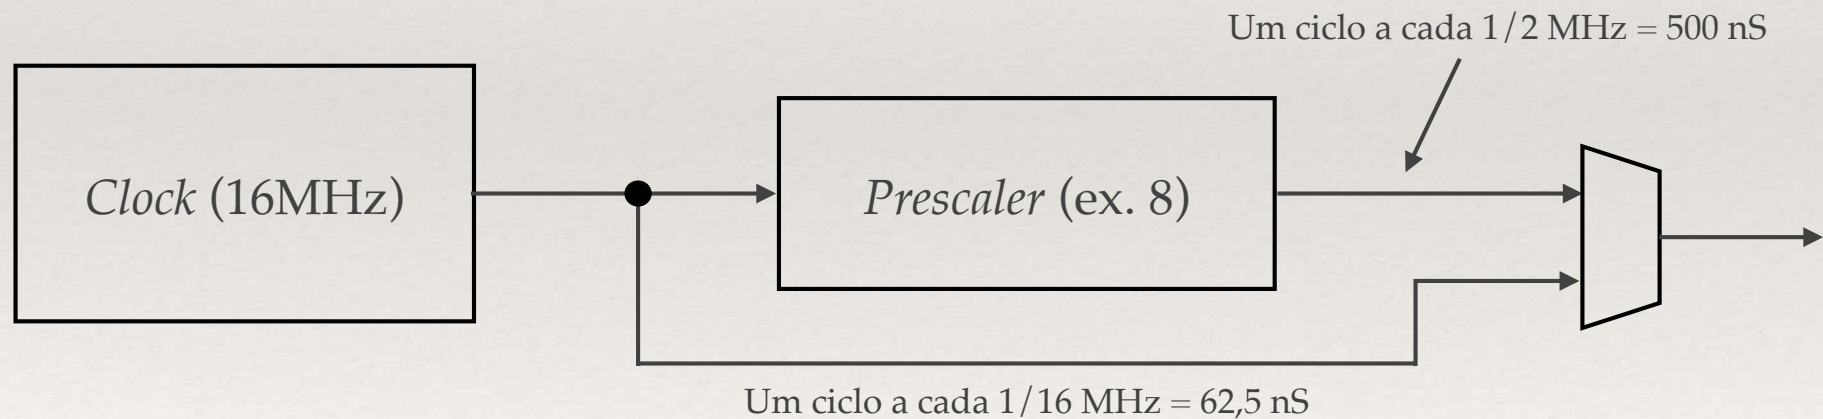 Um ciclo a cada 1/2 MHz = 500 nS
Clock (16MHz)
Prescaler (ex. 8)
Um ciclo a cada 1/16 MHz = 62,5 nS